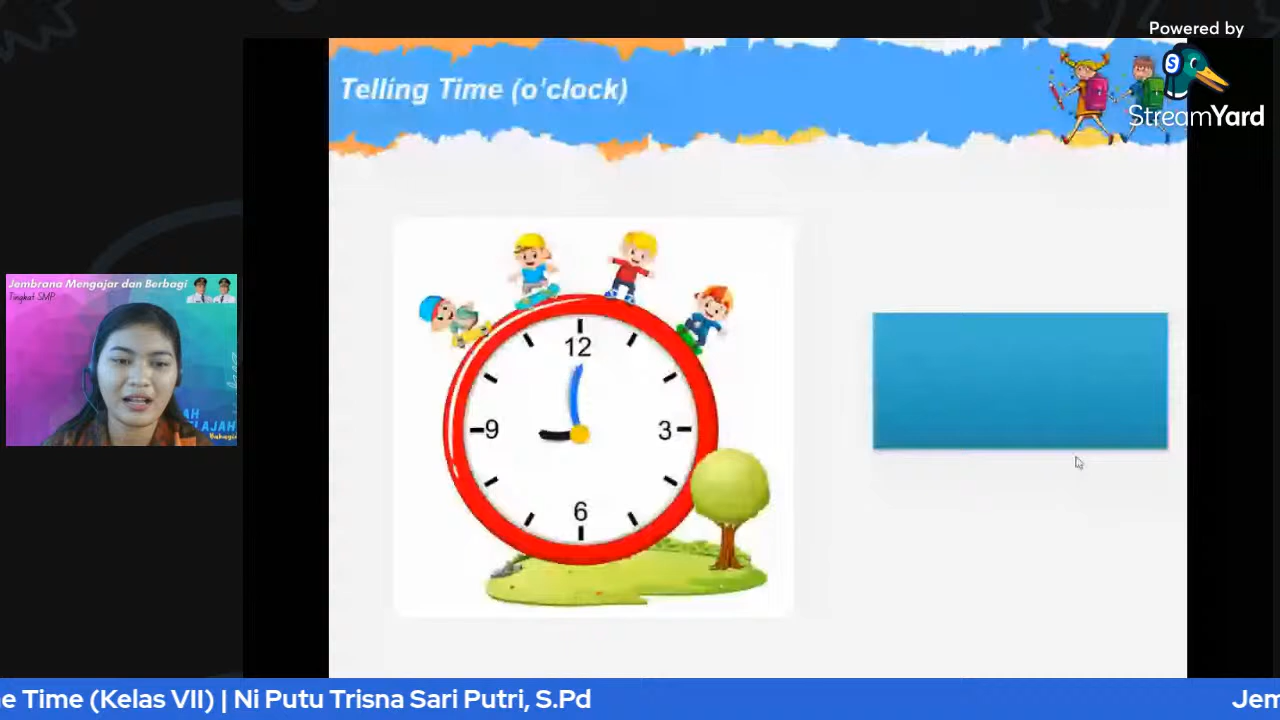 Powered by
StreamYard
Telling Time (o'clock)
Jembrana Mengajar dan Berbagi
Tingkat SMP
12
9
3
6
e Time (Kelas VII) | Ni Putu Trisna Sari Putri, S.Pd
Jem